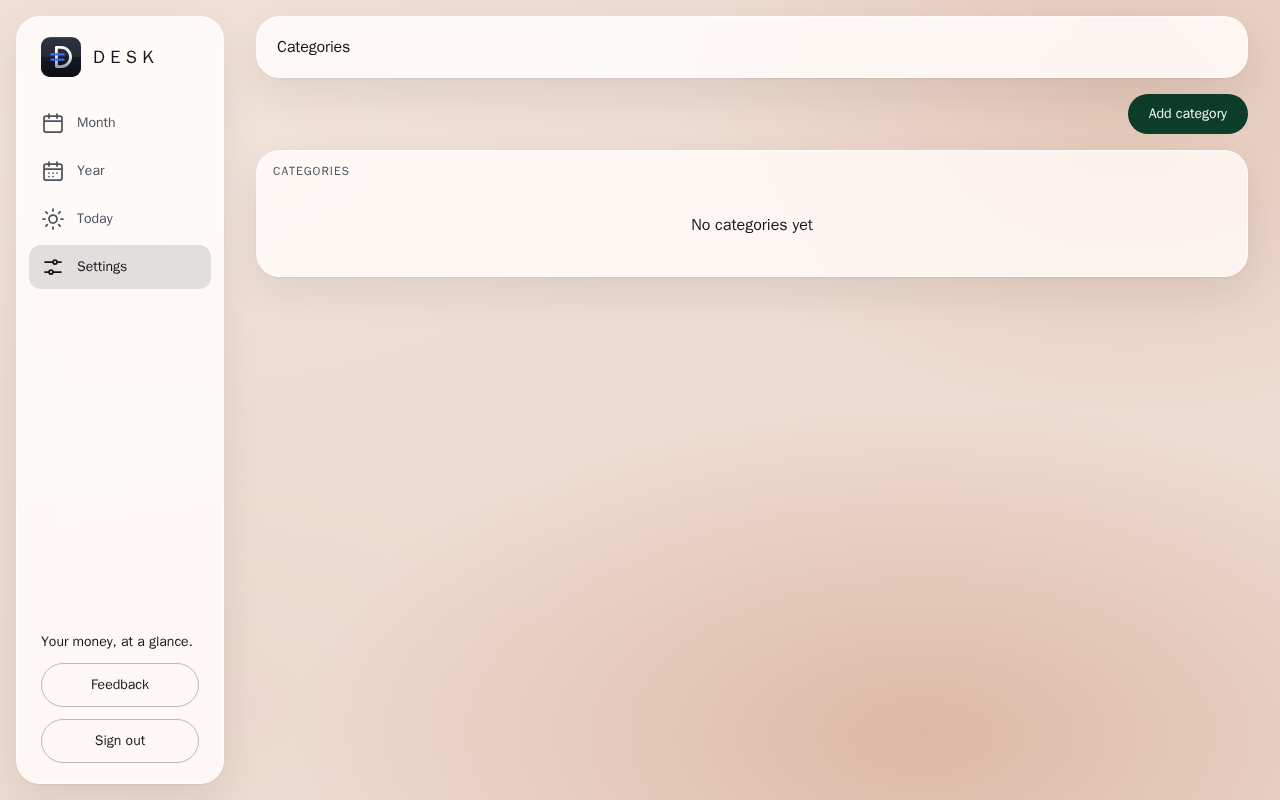 DESK
Month
Year
Today
Settings
Your money, at a glance.
Feedback
Sign out
Categories
Add category
CATEGORIES
No categories yet